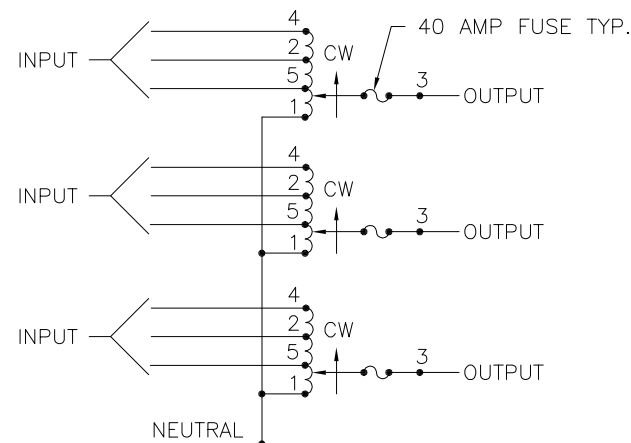 40 AMP FUSE TYP.
4
2 CW
INPUT
5
3
1 OUTPUT
4
2 CW
INPUT
5
3
1 OUTPUT
4
2 CW
INPUT
5
3
1 OUTPUT
NEUTRAL